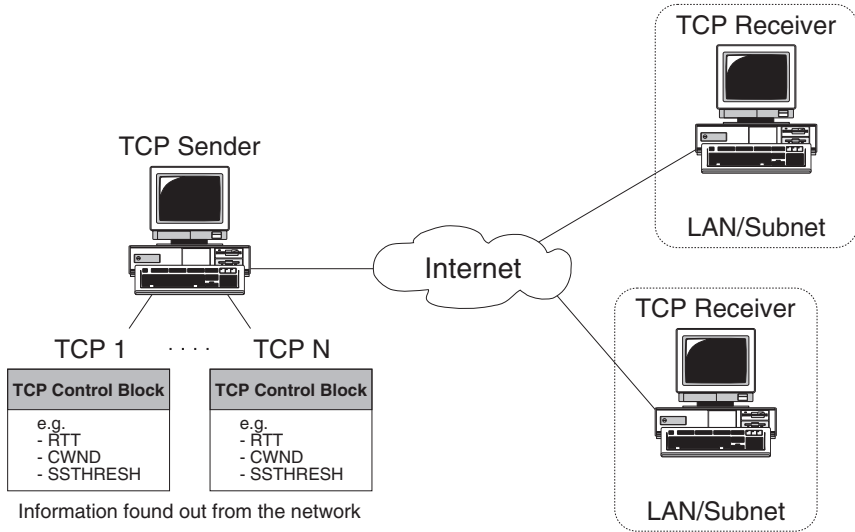 TCP Receiver
LAN/Subnet
TCP Sender
Internet
TCP Receiver
LAN/Subnet
TCP 1 . . . . TCP N
TCP Control Block
e.g.
- RTT
- CWND
- SSTHRESH
TCP Control Block
e.g.
- RTT
- CWND
- SSTHRESH
Information found out from the network